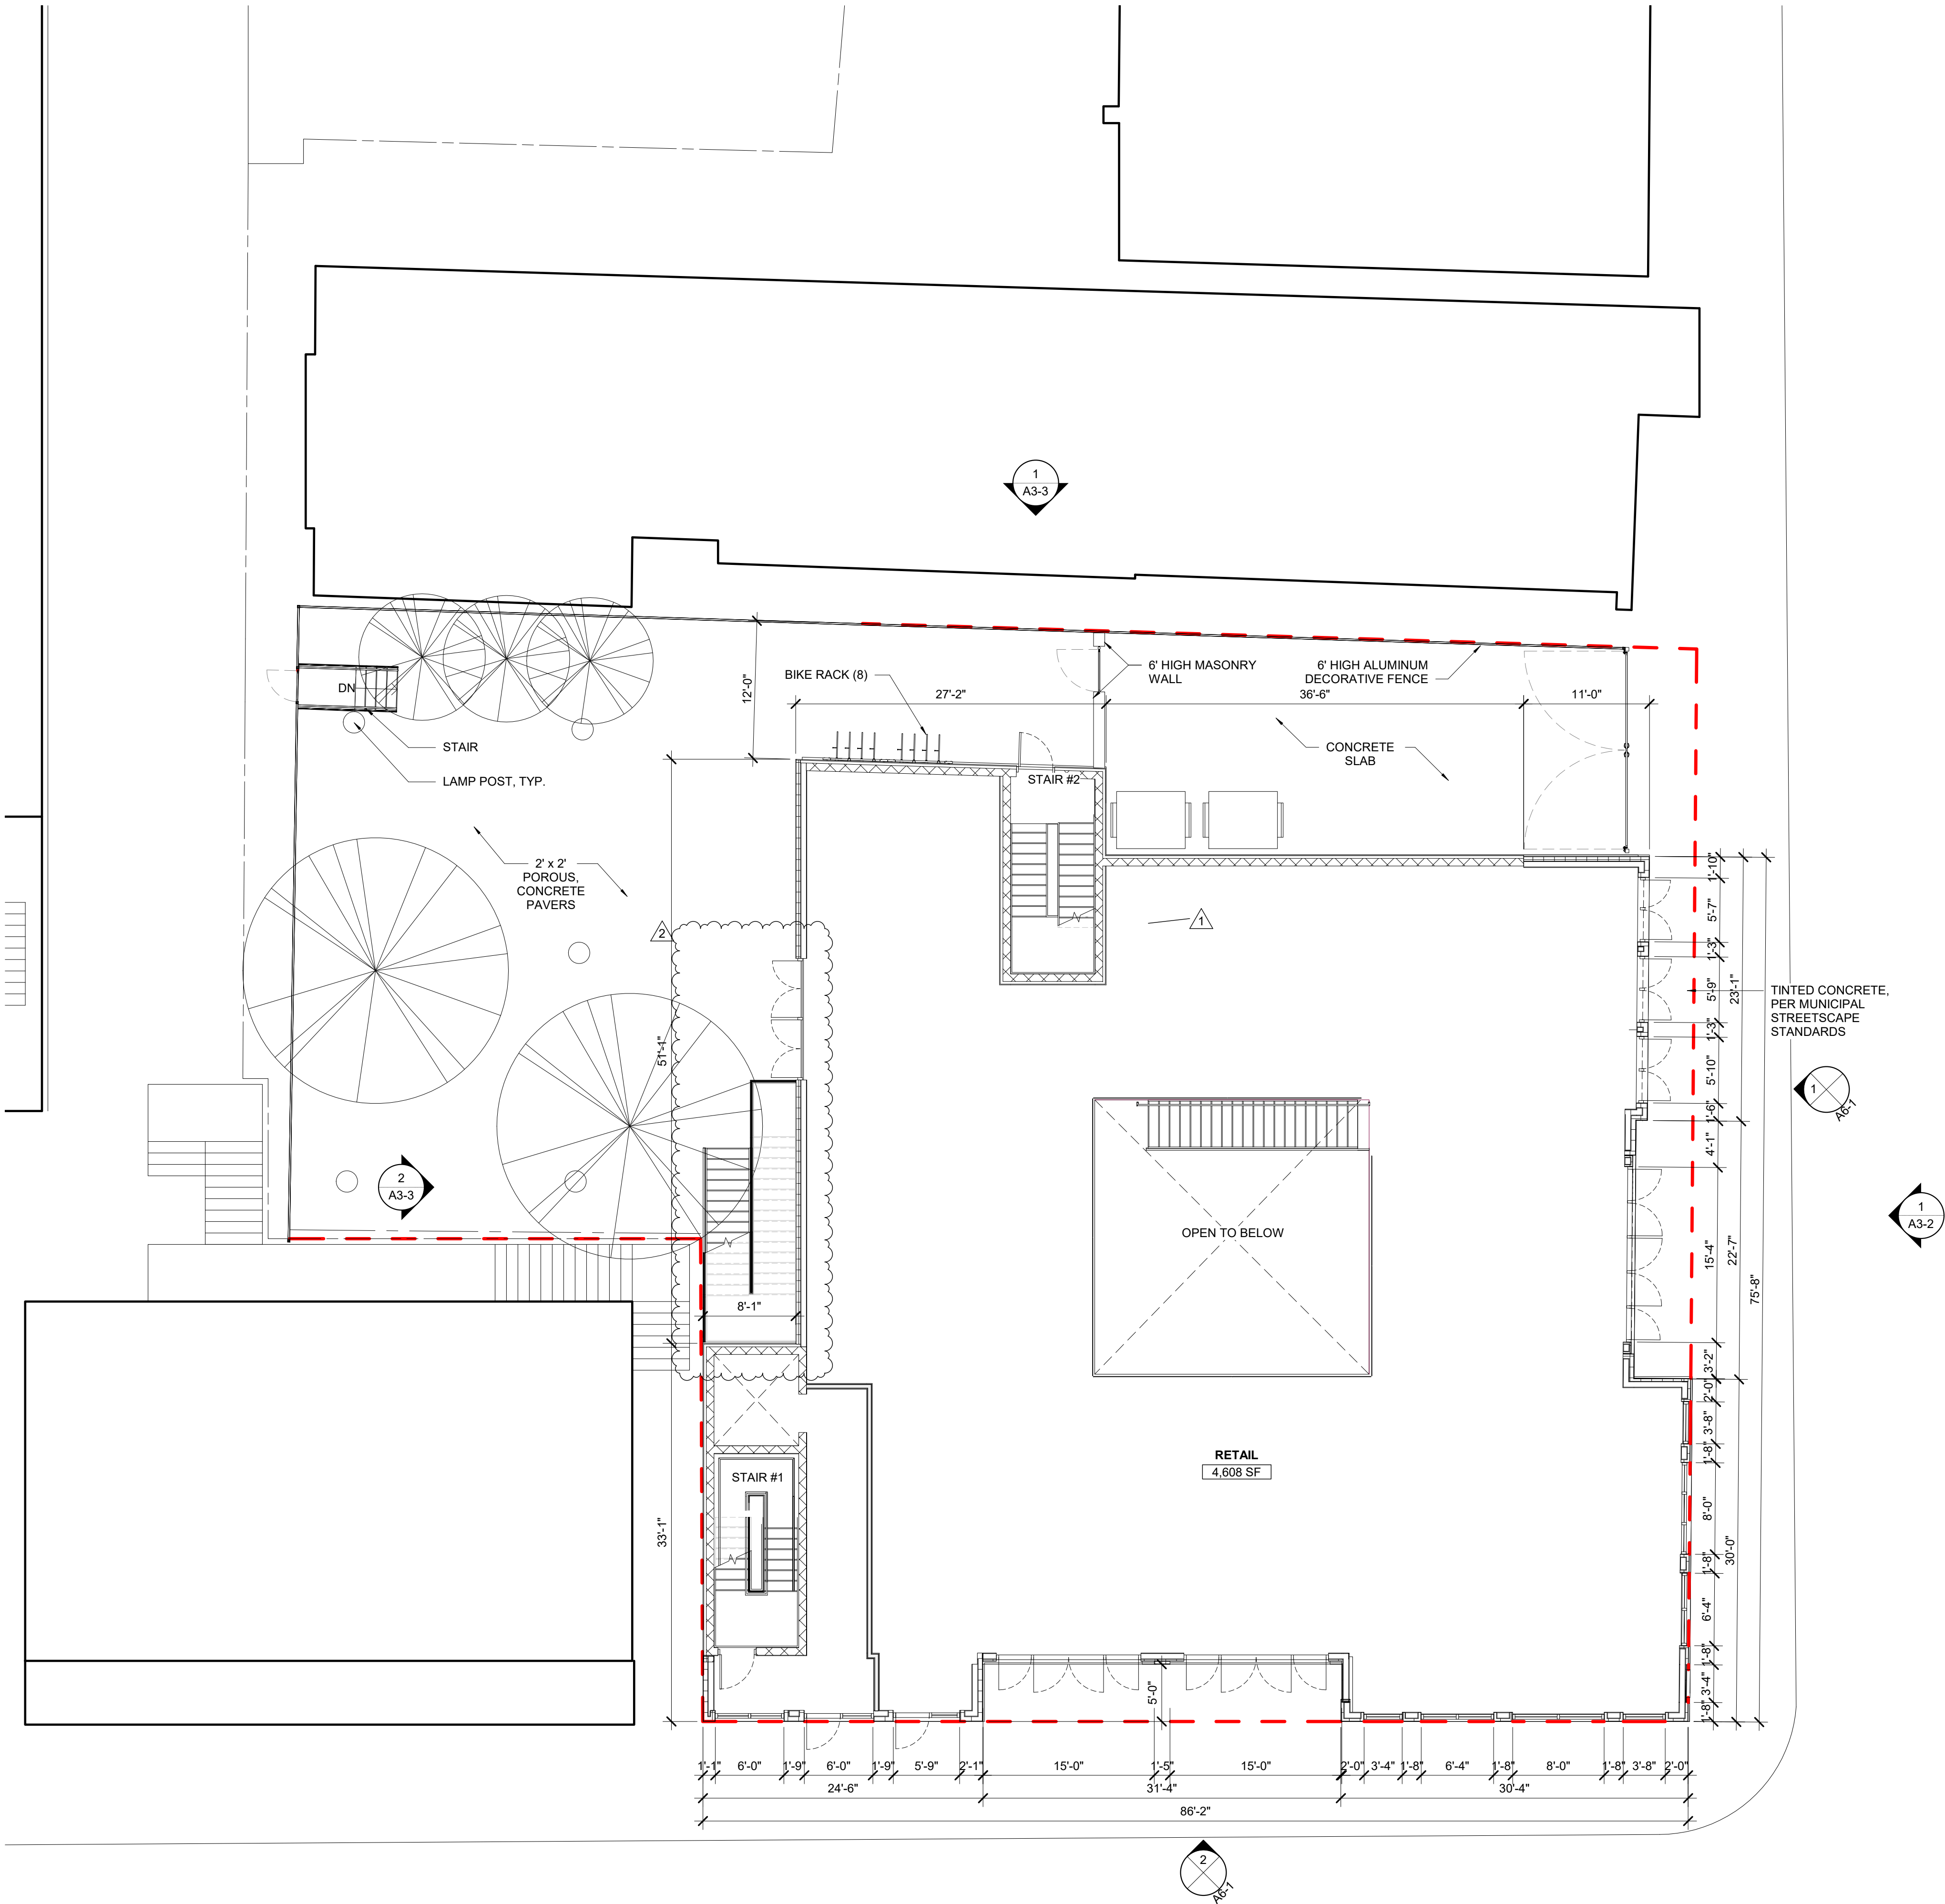 1
A3-3
6' HIGH MASONRY
WALL
6' HIGH ALUMINUM
DECORATIVE FENCE
BIKE RACK (8)
12'-0"
27'-2"
36'-6"
11'-0"
DN
STAIR
LAMP POST, TYP.
CONCRETE
SLAB
STAIR #2
2' x 2'
POROUS,
CONCRETE
PAVERS
2
1
51'-1"
1'-10"
5'-7"
1'-3"
5'-9"
23'-1"
1'-3"
5'-10"
1'-6"
4'-1"
TINTED CONCRETE,
PER MUNICIPAL
STREETSCAPE
STANDARDS
1
A6-1
2
A3-3
1
A3-2
OPEN TO BELOW
15'-4"
22'-7"
75'-8"
8'-1"
3'-2"
2'-0"
3'-8"
1'-8"
RETAIL
4,608 SF
STAIR #1
33'-1"
8'-0"
30'-0"
1'-8"
6'-4"
1'-8"
3'-4"
1'-8"
5'-0"
1'-1"
6'-0"
1'-9"
6'-0"
1'-9"
5'-9"
2'-1"
15'-0"
1'-5"
15'-0"
2'-0"
3'-4"
1'-8"
6'-4"
1'-8"
8'-0"
1'-8"
3'-8"
2'-0"
24'-6"
31'-4"
30'-4"
86'-2"
2
A6-1